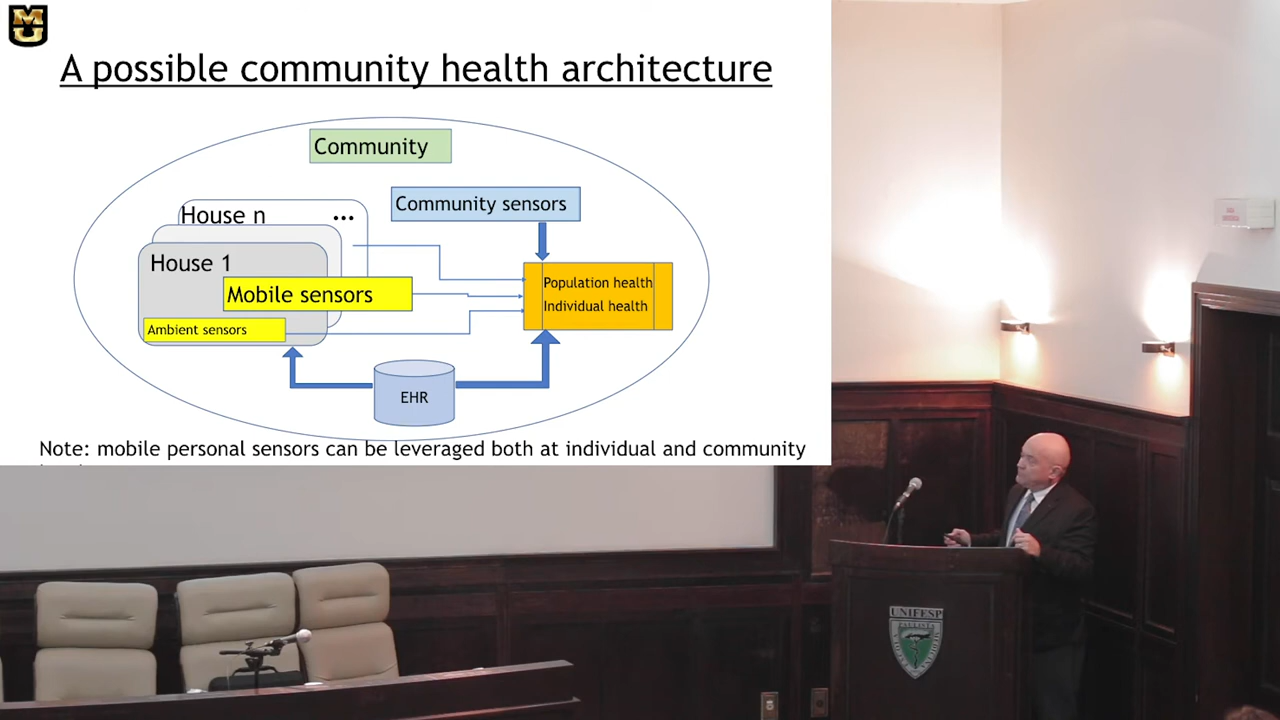 MU
A possible community health architecture
Community
Community sensors
House n ...
House 1
Mobile sensors
Ambient sensors
Population health
Individual health
EHR
Note: mobile personal sensors can be leveraged both at individual and community
UNIFESP